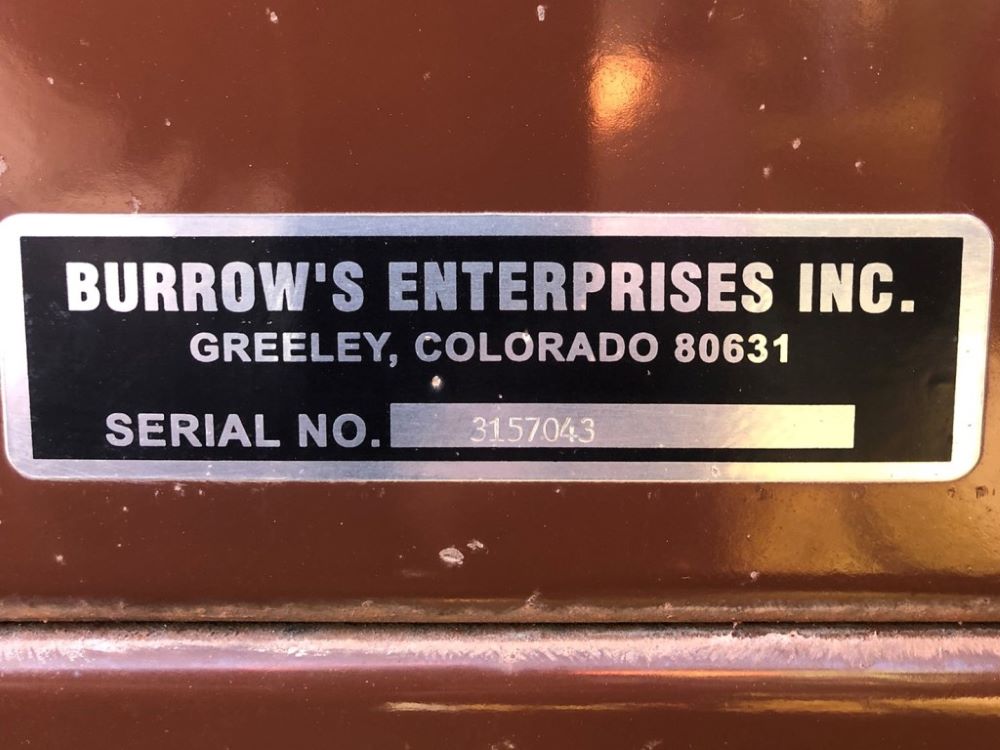 BURROW'S ENTERPRISES INC.
GREELEY, COLORADO 80631
SERIAL NO. 3157043